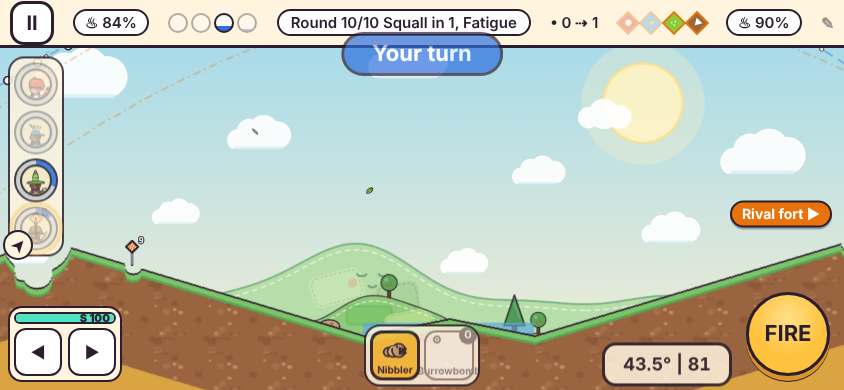 84%
Round 10/10 Squall in 1, Fatigue
• 0 ⇢ 1
90%
Your turn
Rival fort ▶
S 100
Nibbler
0
Burrowbomb
43.5° | 81
FIRE